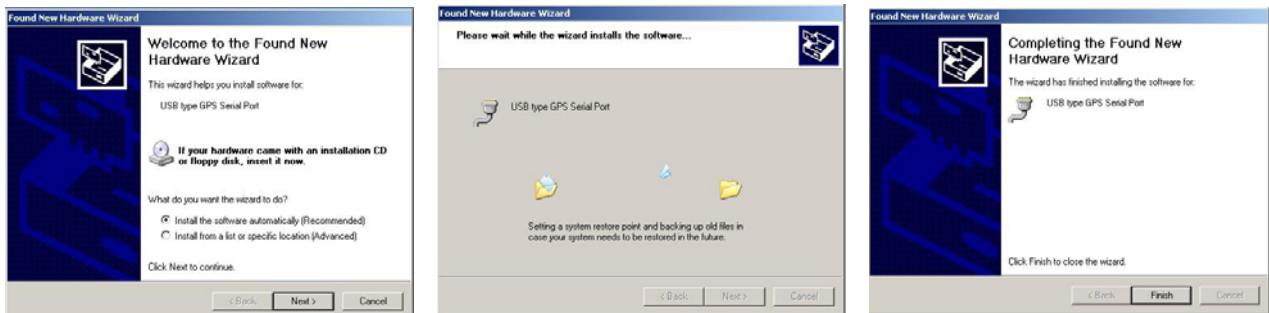 Found New Hardware Wizard
Welcome to the Found New
Hardware Wizard
This wizard helps you install software for:
USB type GPS Serial Port
If your hardware came with an installation CD
or floppy disk, insert it now.
What do you want the wizard to do?
Install the software automatically (Recommended)
Install from a list or specific location (Advanced)
Click Next to continue.
< Back
Next >
Cancel
Found New Hardware Wizard
Please wait while the wizard installs the software...
USB type GPS Serial Port
Setting a system restore point and backing up old files in
case your system needs to be restored in the future.
< Back
Next >
Cancel
Found New Hardware Wizard
Completing the Found New
Hardware Wizard
The wizard has finished installing the software for:
USB type GPS Serial Port
Click Finish to close the wizard.
< Back
Finish
Cancel